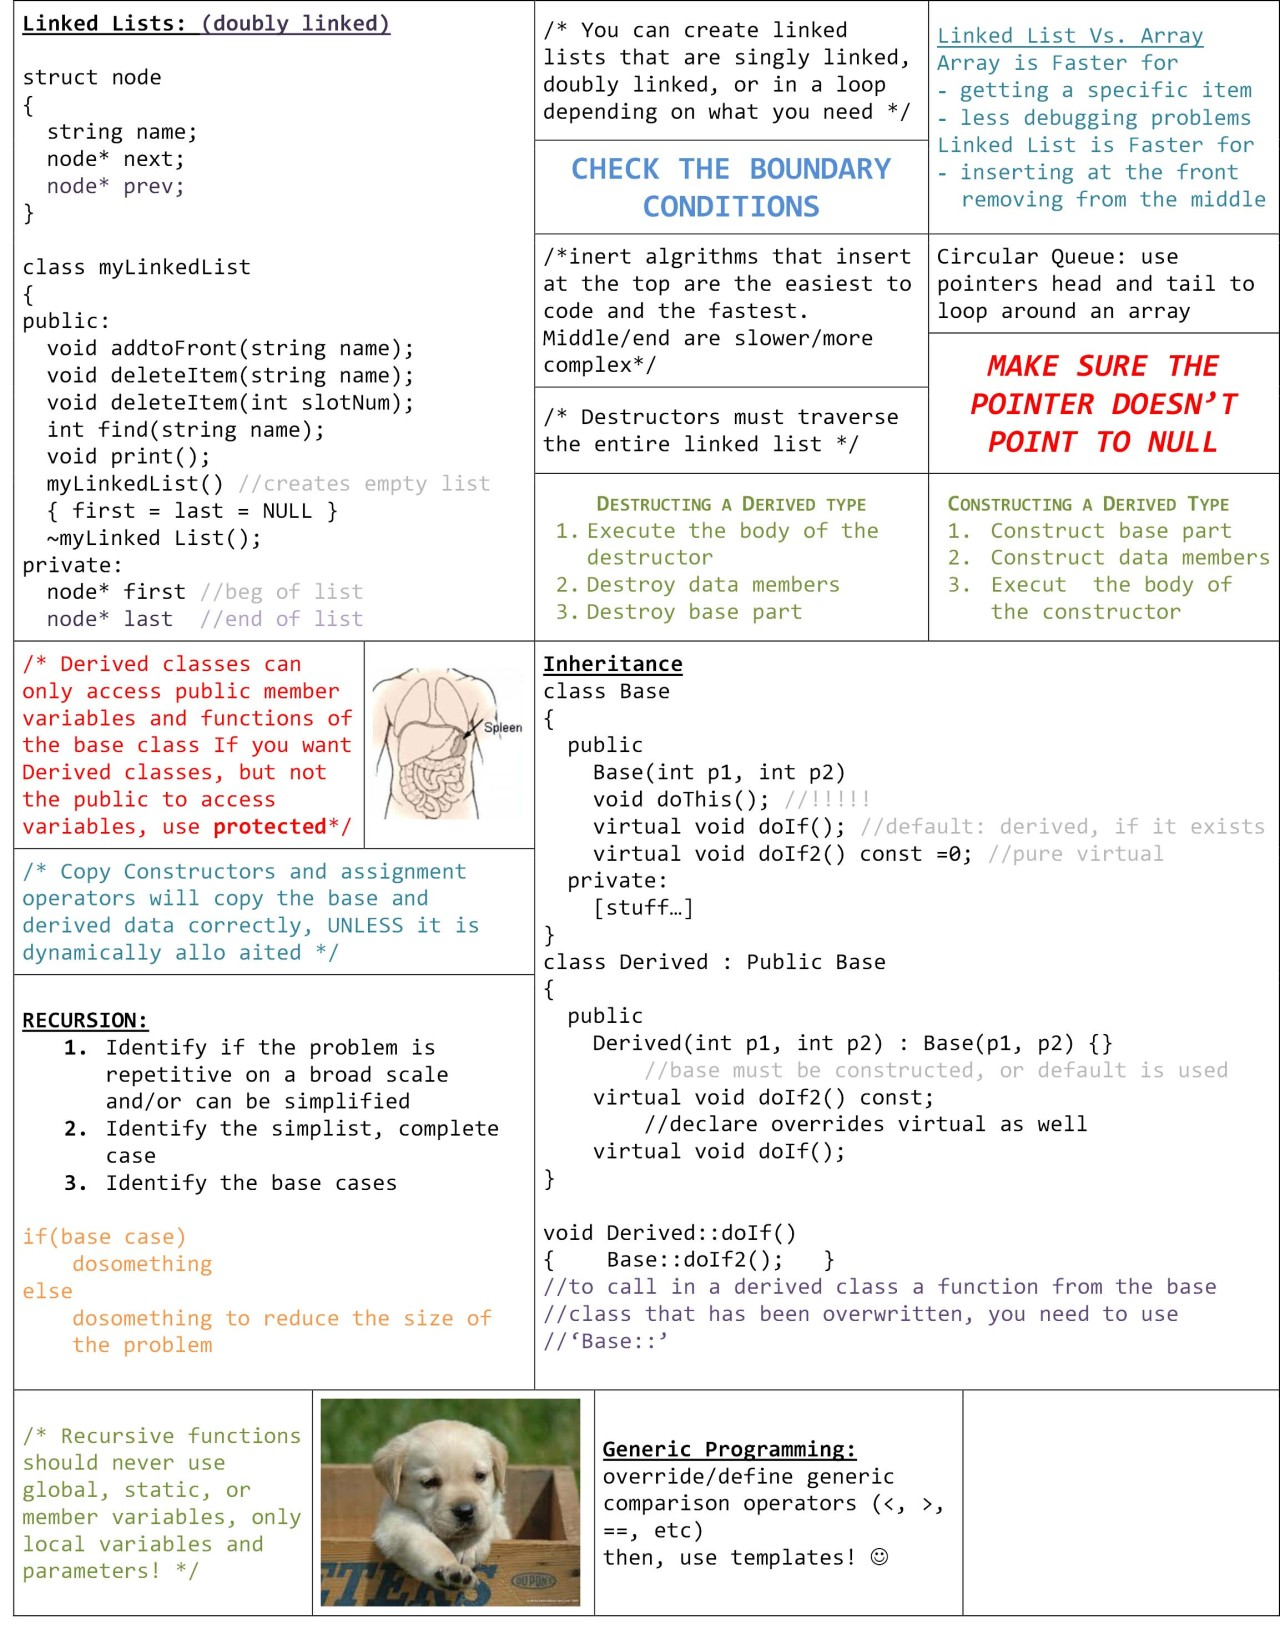 Linked Lists: (doubly linked)
struct node
{
string name;
node* next;
node* prev;
}
class myLinkedList
{
public:
void addtoFront(string name);
void deleteItem(string name);
void deleteItem(int slotNum);
int find(string name);
void print();
myLinkedList() //creates empty list
{ first = last = NULL }
~myLinked List();
private:
node* first //beg of list
node* last //end of list
/* You can create linked
lists that are singly linked,
doubly linked, or in a loop
depending on what you need */
CHECK THE BOUNDARY
CONDITIONS
/*inert algrithms that insert
at the top are the easiest to
code and the fastest.
Middle/end are slower/more
complex*/
/* Destructors must traverse
the entire linked list */
Linked List Vs. Array
Array is Faster for
- getting a specific item
- less debugging problems
Linked List is Faster for
- inserting at the front
removing from the middle
Circular Queue: use
pointers head and tail to
loop around an array
MAKE SURE THE
POINTER DOESN’T
POINT TO NULL
DESTRUCTING A DERIVED TYPE
1. Execute the body of the
destructor
2. Destroy data members
3. Destroy base part
CONSTRUCTING A DERIVED TYPE
1. Construct base part
2. Construct data members
3. Execut the body of
the constructor
/* Derived classes can
only access public member
variables and functions of
the base class If you want
Derived classes, but not
the public to access
variables, use protected*/
Spleen
/* Copy Constructors and assignment
operators will copy the base and
derived data correctly, UNLESS it is
dynamically allo aited */
RECURSION:
1. Identify if the problem is
repetitive on a broad scale
and/or can be simplified
2. Identify the simplist, complete
case
3. Identify the base cases
if(base case)
dosomething
else
dosomething to reduce the size of
the problem
Inheritance
class Base
{
public
Base(int p1, int p2)
void doThis(); //!!!!!
virtual void doIf(); //default: derived, if it exists
virtual void doIf2() const =0; //pure virtual
private:
[stuff…]
}
class Derived : Public Base
{
public
Derived(int p1, int p2) : Base(p1, p2) {}
//base must be constructed, or default is used
virtual void doIf2() const;
//declare overrides virtual as well
virtual void doIf();
}
void Derived::doIf()
{ Base::doIf2(); }
//to call in a derived class a function from the base
//class that has been overwritten, you need to use
//‘Base::’
/* Recursive functions
should never use
global, static, or
member variables, only
local variables and
parameters! */
DUPONT
Generic Programming:
override/define generic
comparison operators (<, >,
==, etc)
then, use templates! ☺